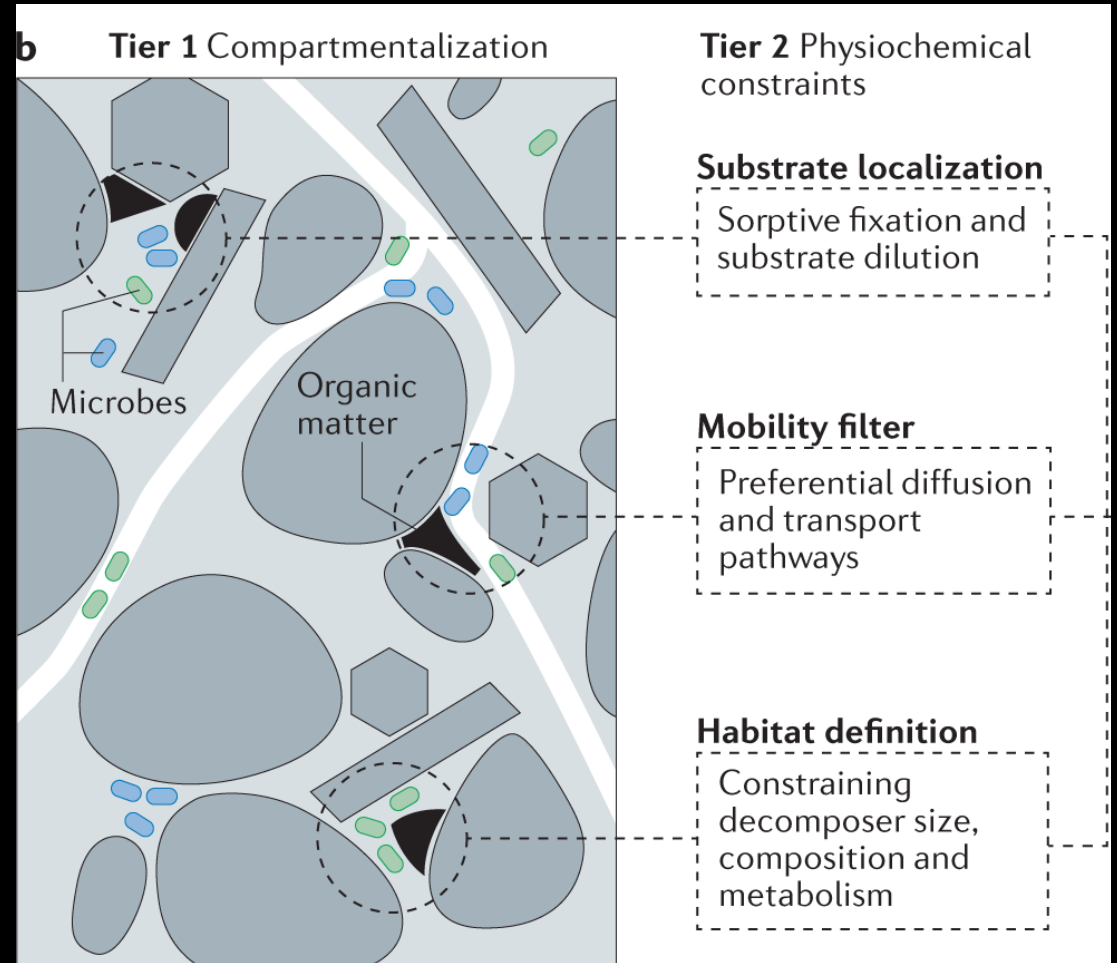 b
Tier 1 Compartmentalization
Tier 2 Physiochemical
constraints
Microbes
Organic
matter
Substrate localization
Sorptive fixation and
substrate dilution
Mobility filter
Preferential diffusion
and transport
pathways
Habitat definition
Constraining
decomposer size,
composition and
metabolism